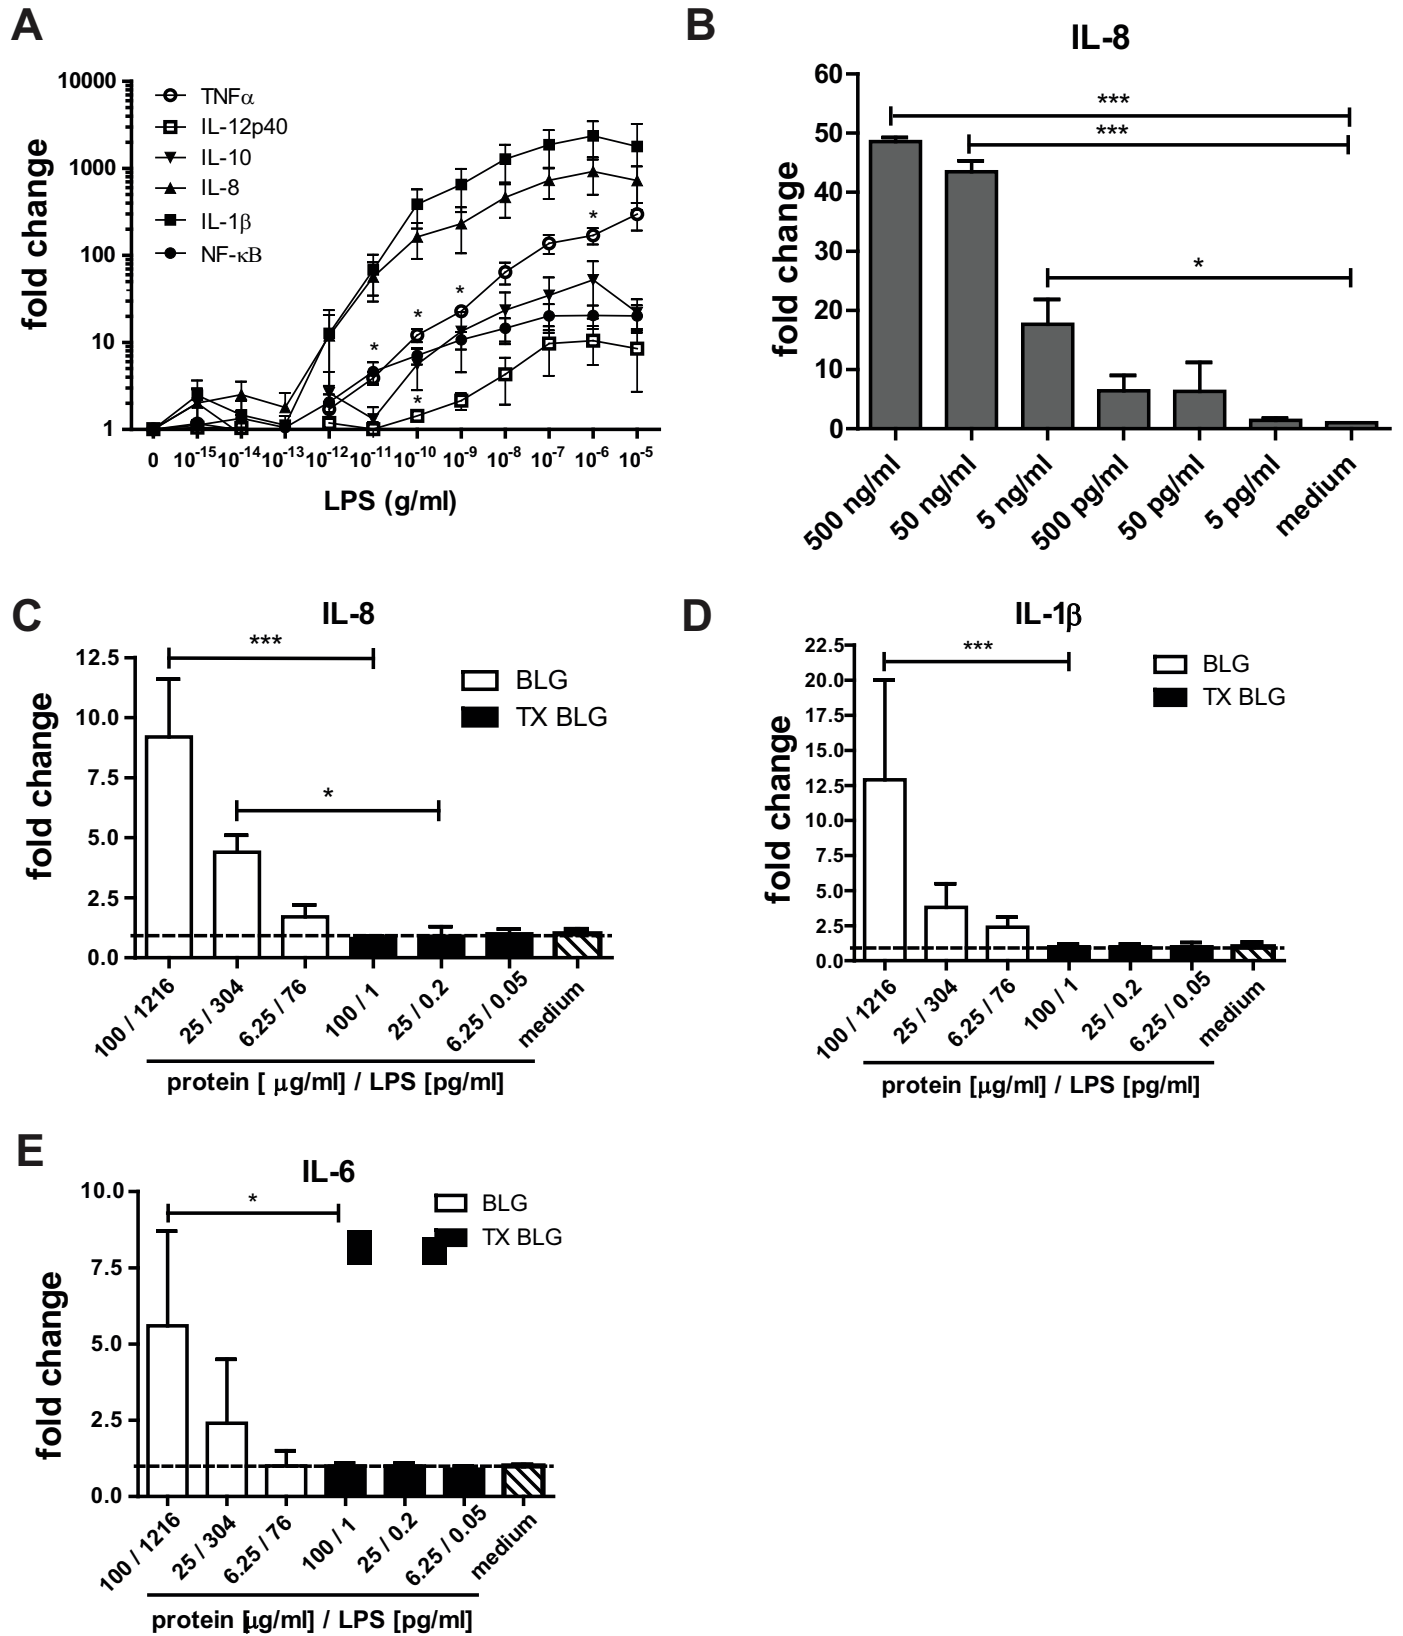 A
10000
1000
100
10
1
fold change
TNFα
IL-12p40
IL-10
IL-8
IL-1β
NF-κB
*
*
*
*
*
0 10-15 10-14 10-13 10-12 10-11 10-10 10-9 10-8 10-7 10-6 10-5
LPS (g/ml)
B
IL-8
60
50
40
30
20
10
0
fold change
***
***
*
500 ng/ml
50 ng/ml
5 ng/ml
500 pg/ml
50 pg/ml
5 pg/ml
medium
C
IL-8
12.5
10.0
7.5
5.0
2.5
0.0
fold change
***
*
BLG
TX BLG
100 / 1216
25 / 304
6.25 / 76
100 / 1
25 / 0.2
6.25 / 0.05
medium
protein [ μg/ml] / LPS [pg/ml]
D
IL-1β
22.5
20.0
17.5
15.0
12.5
10.0
7.5
5.0
2.5
0.0
fold change
***
BLG
TX BLG
100 / 1216
25 / 304
6.25 / 76
100 / 1
25 / 0.2
6.25 / 0.05
medium
protein [μg/ml] / LPS [pg/ml]
E
IL-6
10.0
7.5
5.0
2.5
0.0
fold change
*
BLG
TX BLG
100 / 1216
25 / 304
6.25 / 76
100 / 1
25 / 0.2
6.25 / 0.05
medium
protein [μg/ml] / LPS [pg/ml]